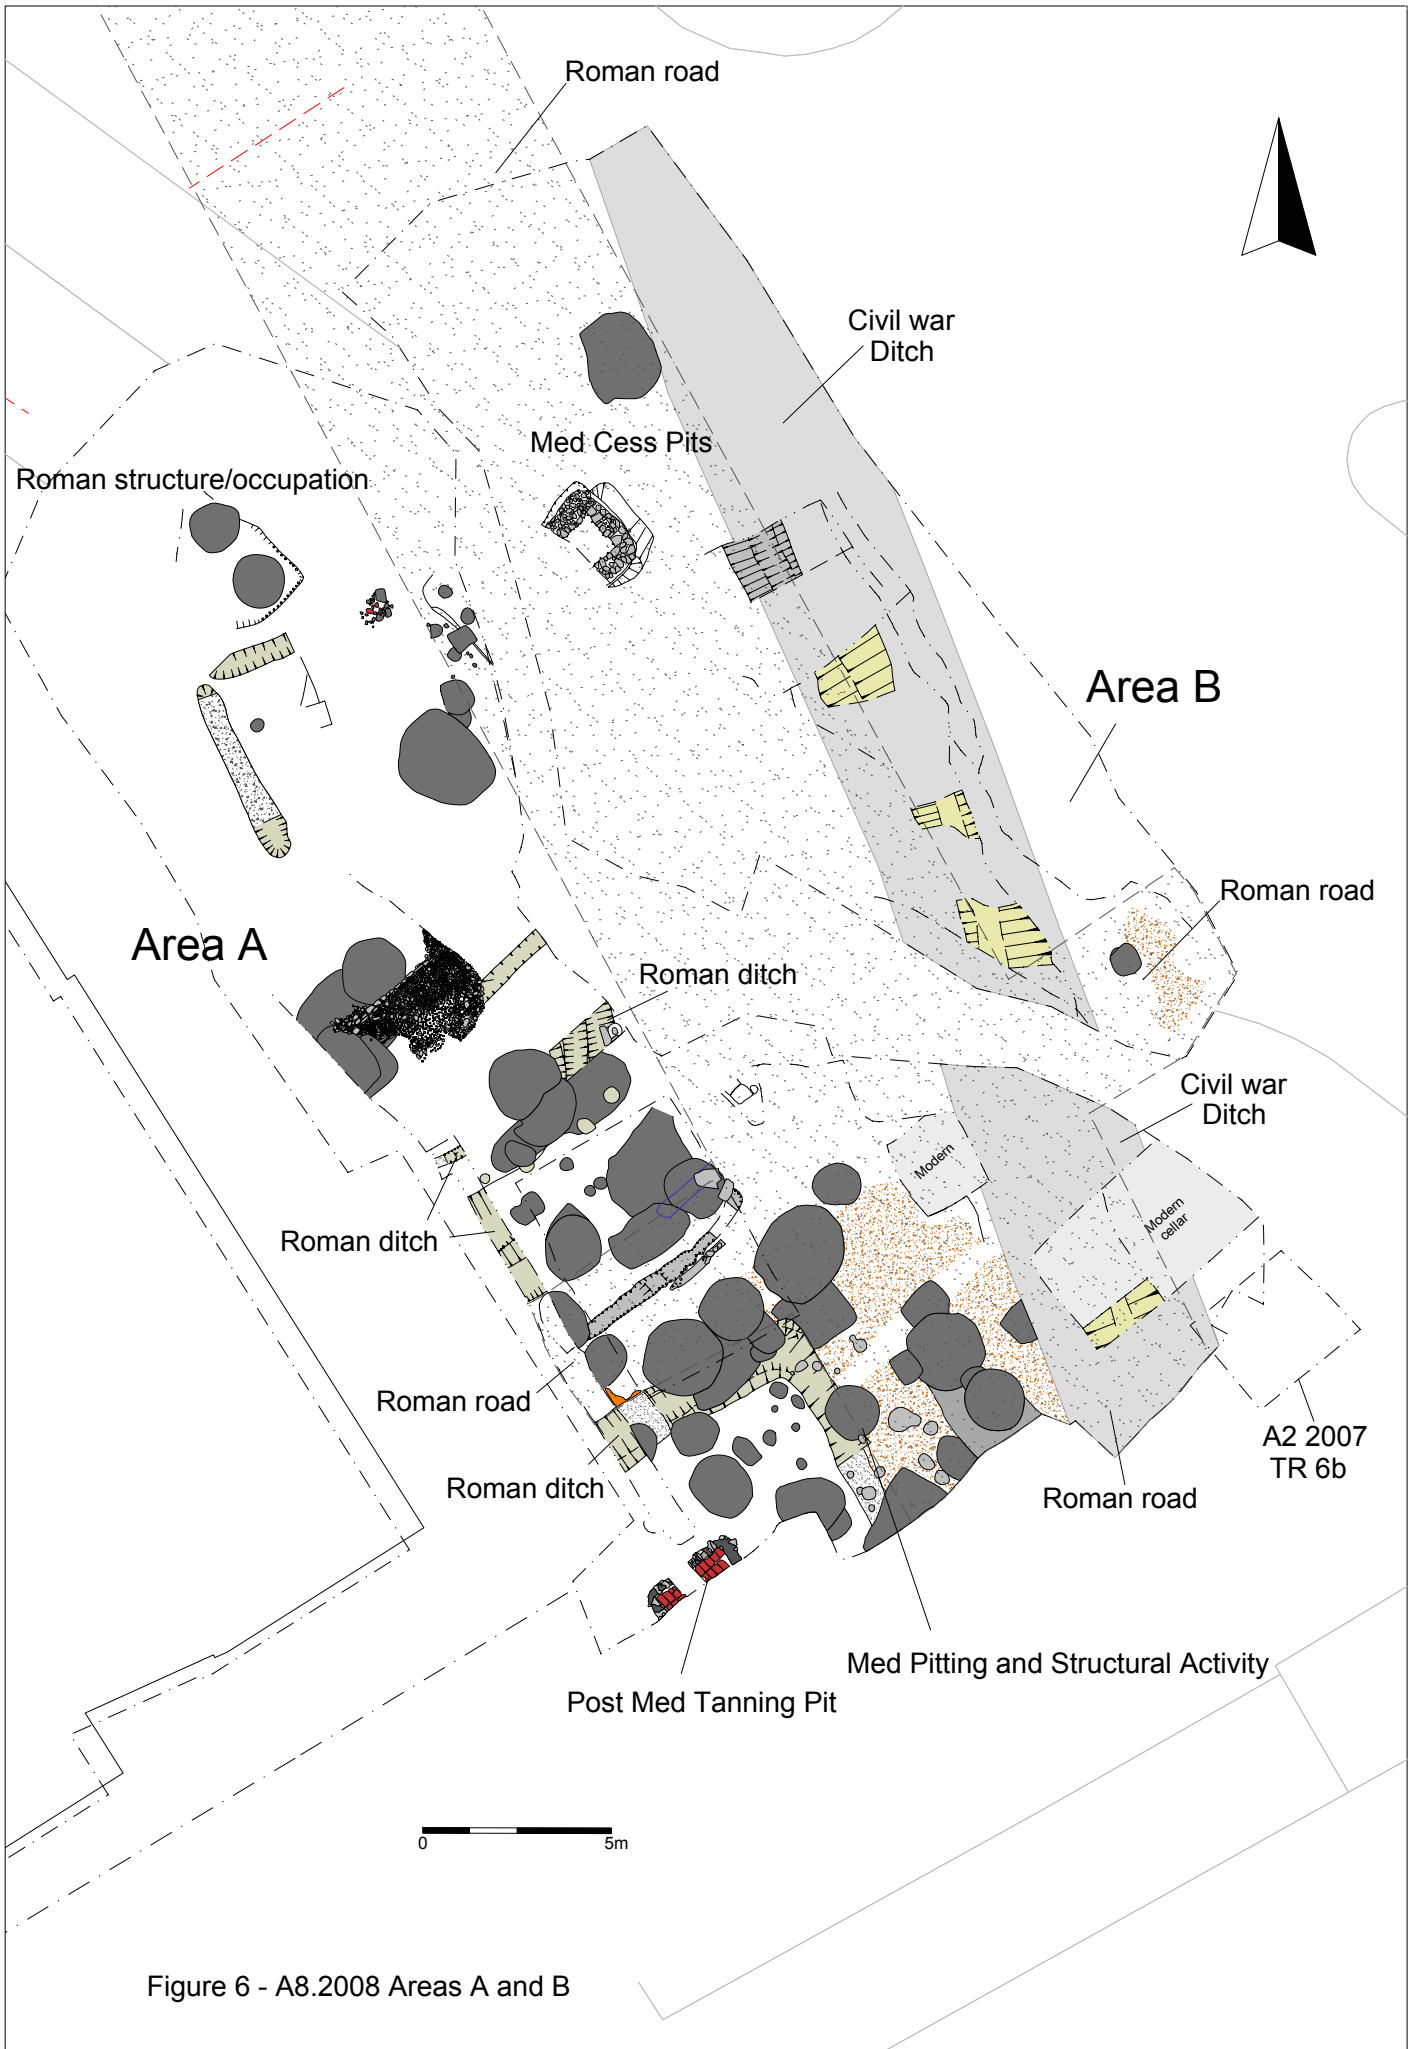 Roman road
Civil war
Ditch
Med Cess Pits
Roman structure/occupation
Area B
Roman road
Area A
Roman ditch
Civil war
Ditch
Modern
Modern
cellar
Roman ditch
Roman road
A2 2007
TR 6b
Roman ditch
Roman road
Med Pitting and Structural Activity
Post Med Tanning Pit
0 5m
Figure 6 - A8.2008 Areas A and B